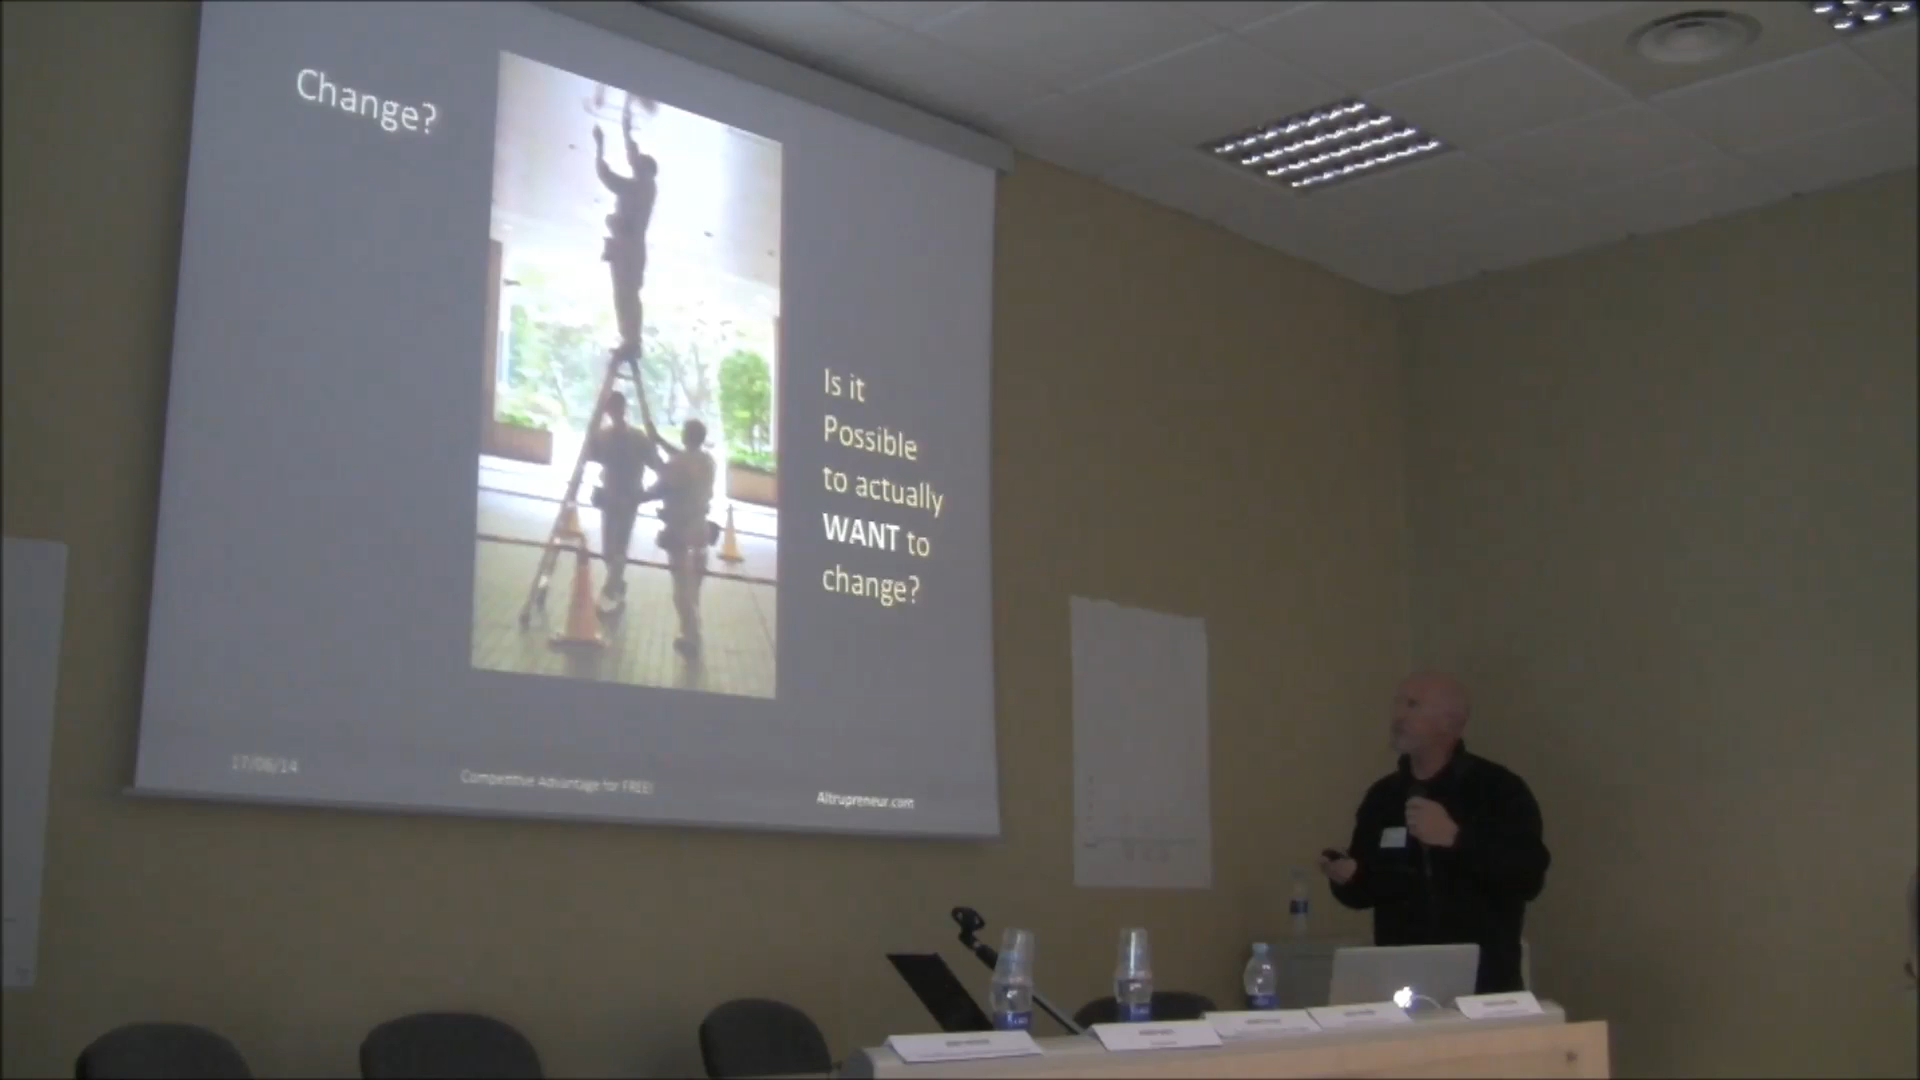 Change?
Is it
Possible
to actually
WANT to
change?
17/06/14
Competitive Advantage for FREE!
Altrupreneur.com